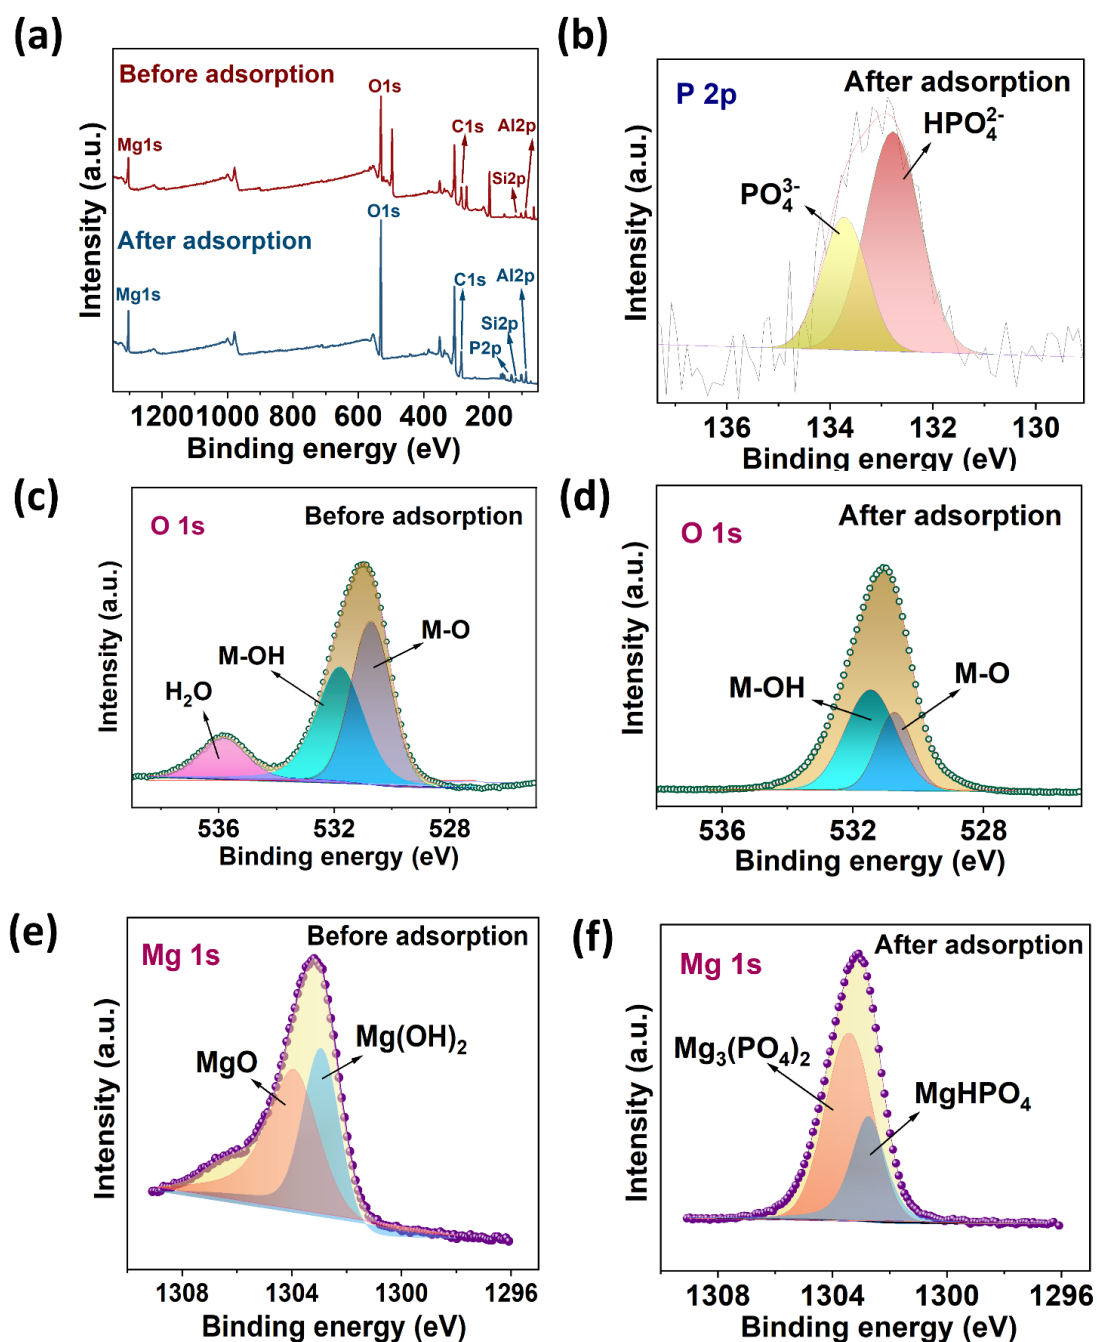 (a)
Before adsorption
O1s
C1s
Al2p
Mg1s
Si2p
O1s
After adsorption
C1s
Al2p
Mg1s
Si2p
P2p
Intensity (a.u.)
1200 1000 800 600 400 200
Binding energy (eV)
(b)
P 2p
After adsorption
HPO₄²⁻
PO₄³⁻
Intensity (a.u.)
136 134 132 130
Binding energy (eV)
(c)
O 1s
Before adsorption
M-O
M-OH
H₂O
Intensity (a.u.)
536 532 528
Binding energy (eV)
(d)
O 1s
After adsorption
M-OH
M-O
Intensity (a.u.)
536 532 528
Binding energy (eV)
(e)
Mg 1s
Before adsorption
Mg(OH)₂
MgO
Intensity (a.u.)
1308 1304 1300 1296
Binding energy (eV)
(f)
Mg 1s
After adsorption
Mg₃(PO₄)₂
MgHPO₄
Intensity (a.u.)
1308 1304 1300 1296
Binding energy (eV)